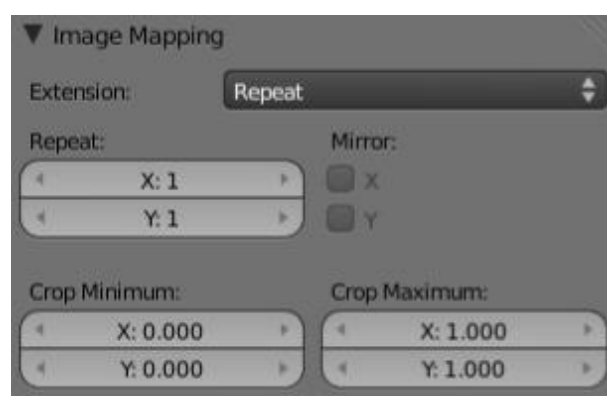 Image Mapping
Extension: Repeat
Repeat: Mirror:
X: 1 X
Y: 1 Y
Crop Minimum: Crop Maximum:
X: 0.000 X: 1.000
Y: 0.000 Y: 1.000